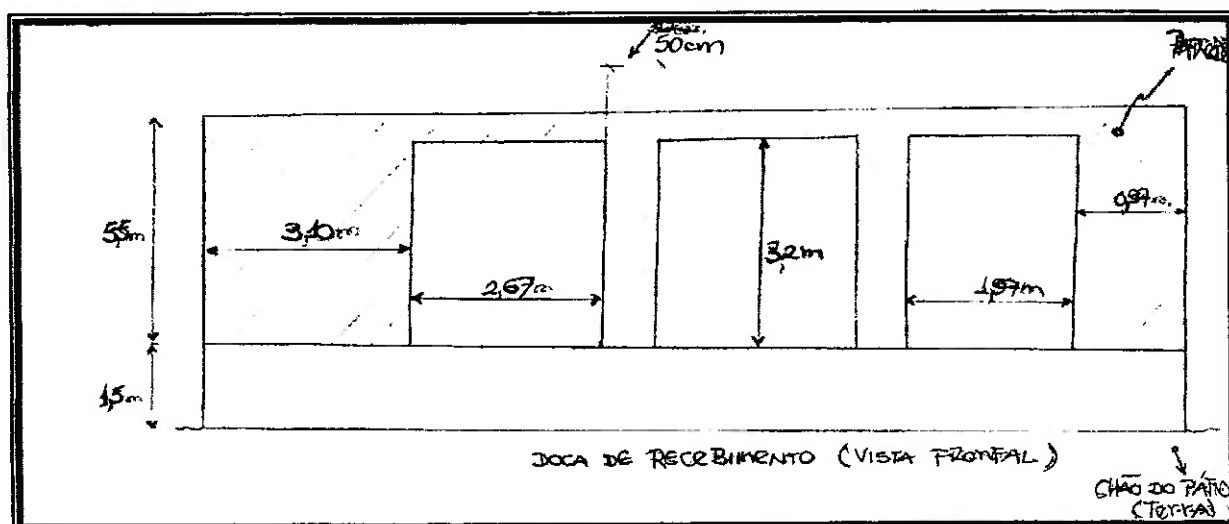 50cm
5,5m
3,10m
2,67m
3,2m
1,97m
0,97m
1,5m
DOCA DE RECEBIMENTO (VISTA FRONTAL)
CHÃO DO PÁTIO
(TERRA)